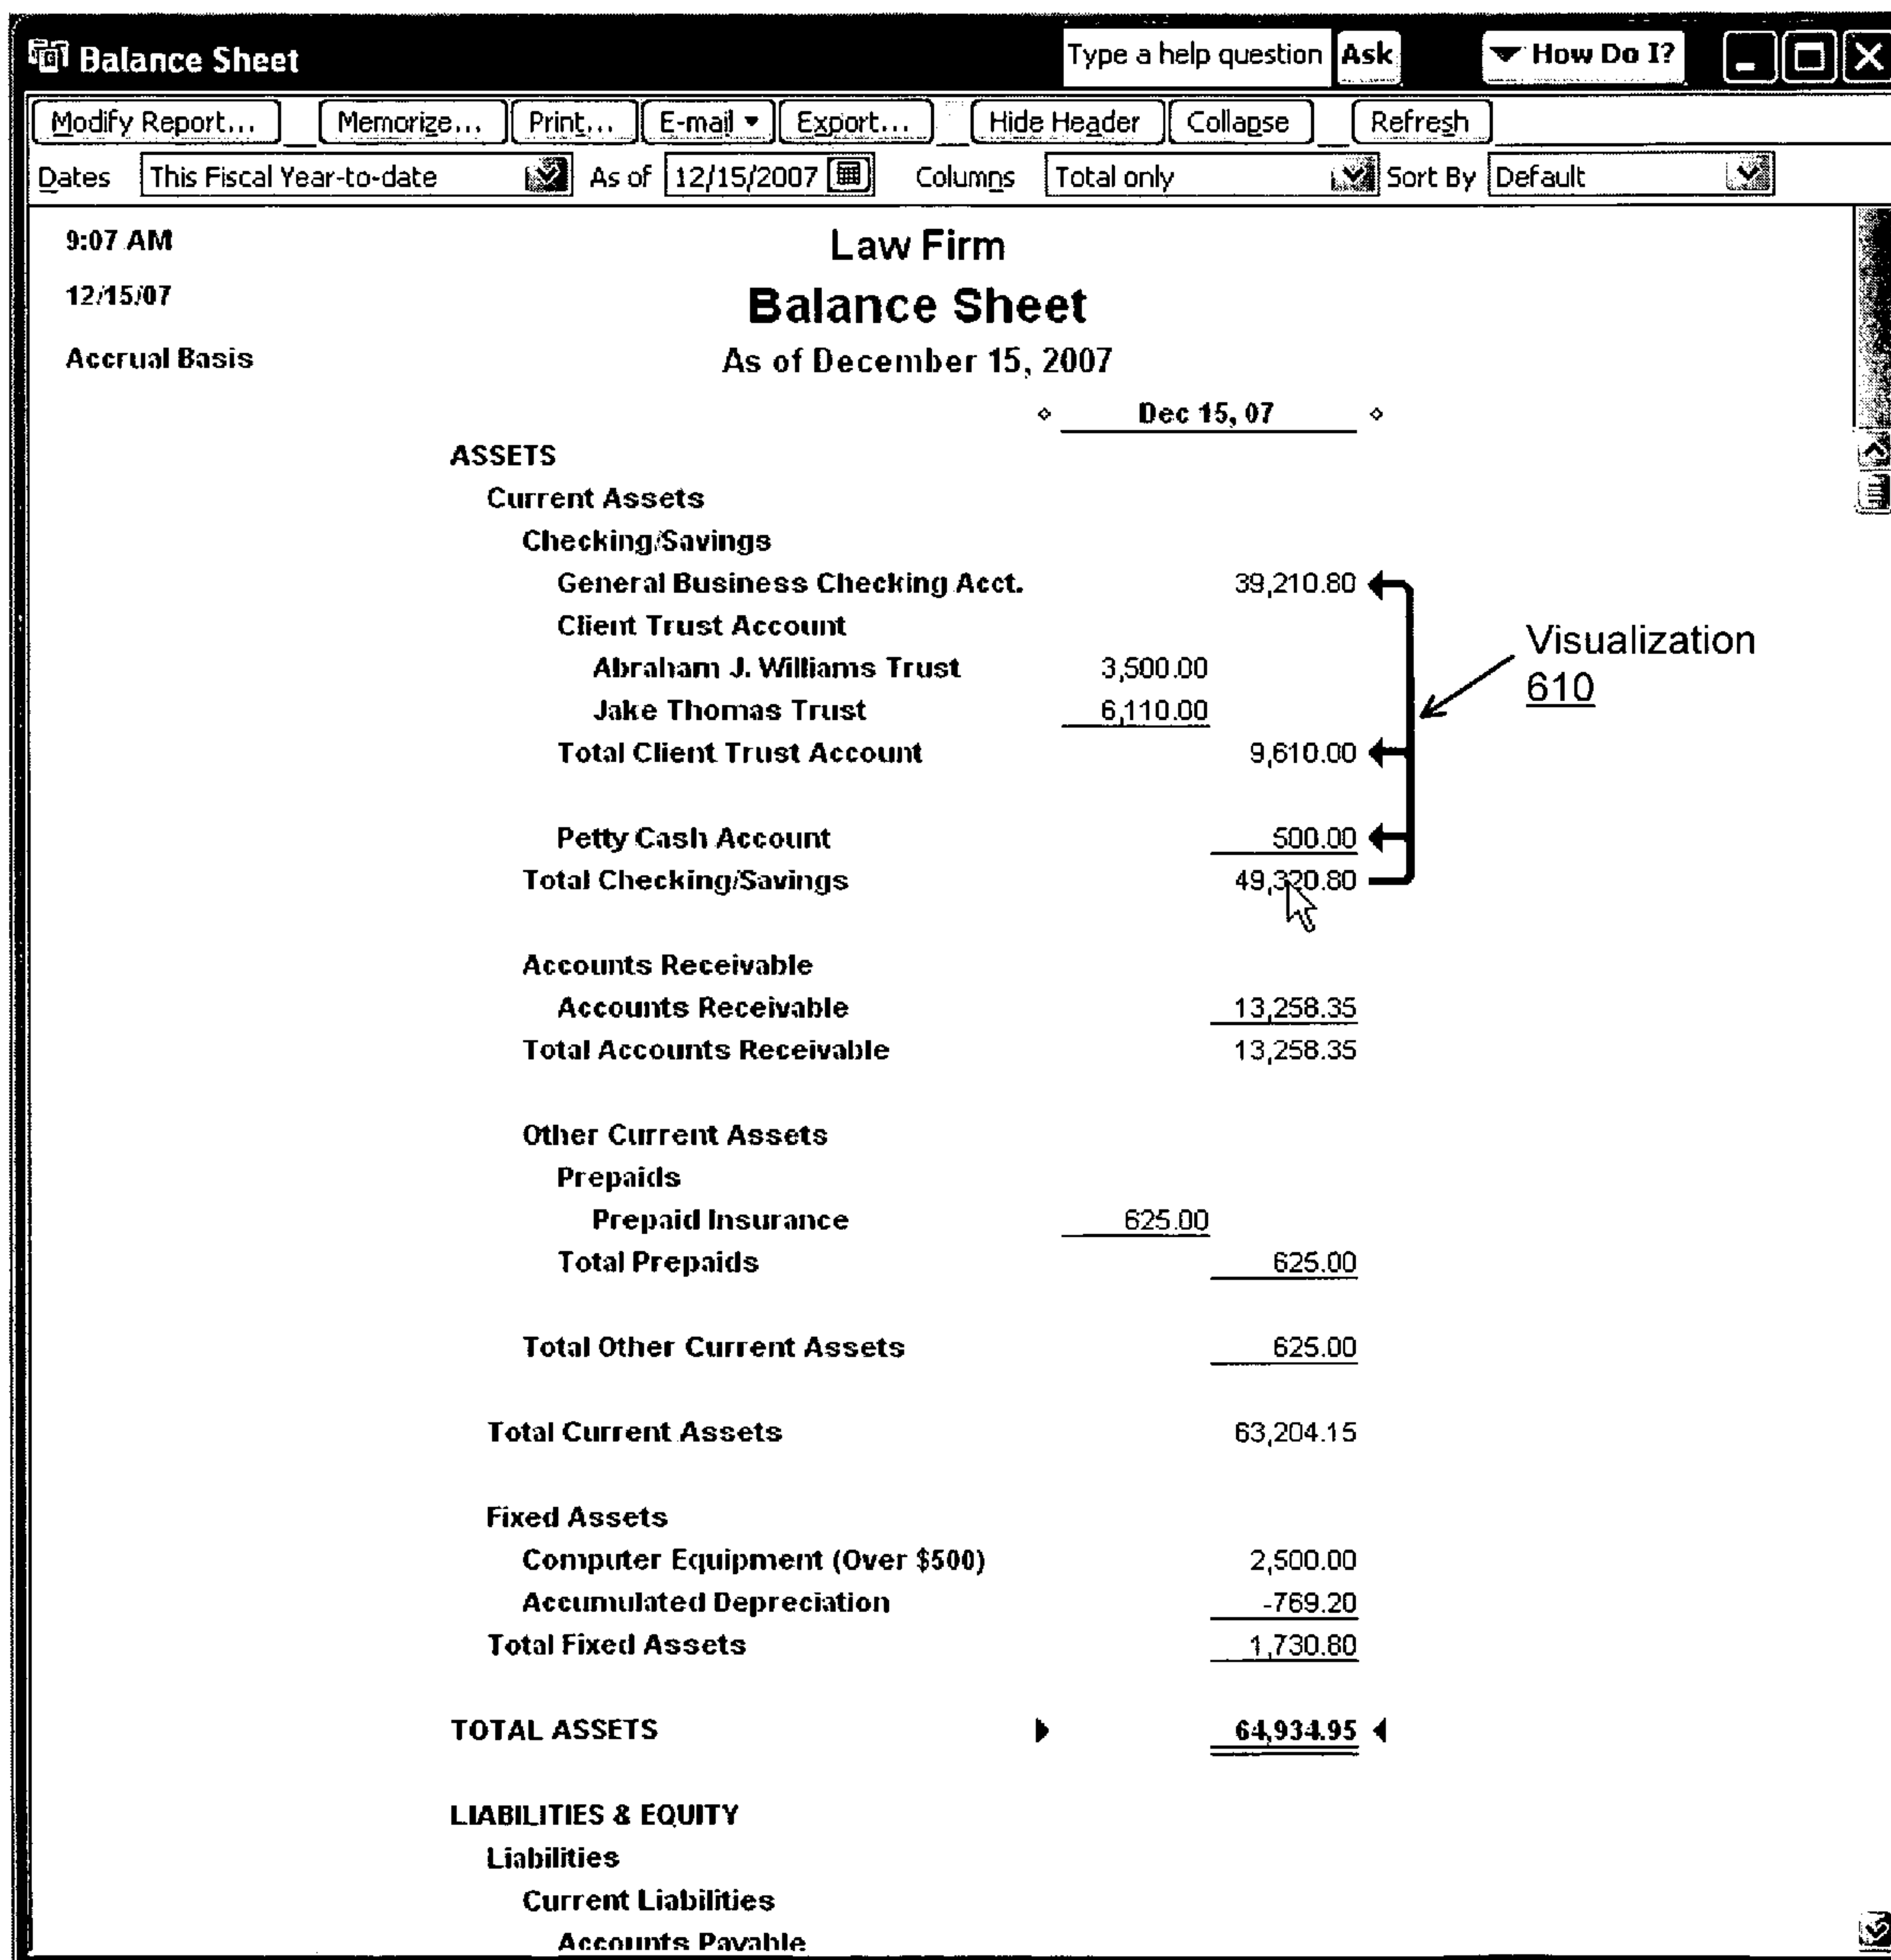 Balance Sheet Type a help question Ask How Do I?
Modify Report... Memorize... Print... E-mail Export... Hide Header Collapse Refresh
Dates This Fiscal Year-to-date As of 12/15/2007 Columns Total only Sort By Default
9:07 AM Law Firm
12/15/07 Balance Sheet
Accrual Basis As of December 15, 2007
Dec 15, 07
ASSETS
Current Assets
Checking/Savings
General Business Checking Acct. 39,210.80
Client Trust Account
Visualization
Abraham J. Williams Trust 3,500.00
610
Jake Thomas Trust 6,110.00
Total Client Trust Account 9,610.00
Petty Cash Account 500.00
Total Checking/Savings 49,320.80
Accounts Receivable
Accounts Receivable 13,258.35
Total Accounts Receivable 13,258.35
Other Current Assets
Prepaids
Prepaid Insurance 625.00
Total Prepaids 625.00
Total Other Current Assets 625.00
Total Current Assets 63,204.15
Fixed Assets
Computer Equipment (Over $500) 2,500.00
Accumulated Depreciation -769.20
Total Fixed Assets 1,730.80
TOTAL ASSETS 64,934.95
LIABILITIES & EQUITY
Liabilities
Current Liabilities
Accounts Payable